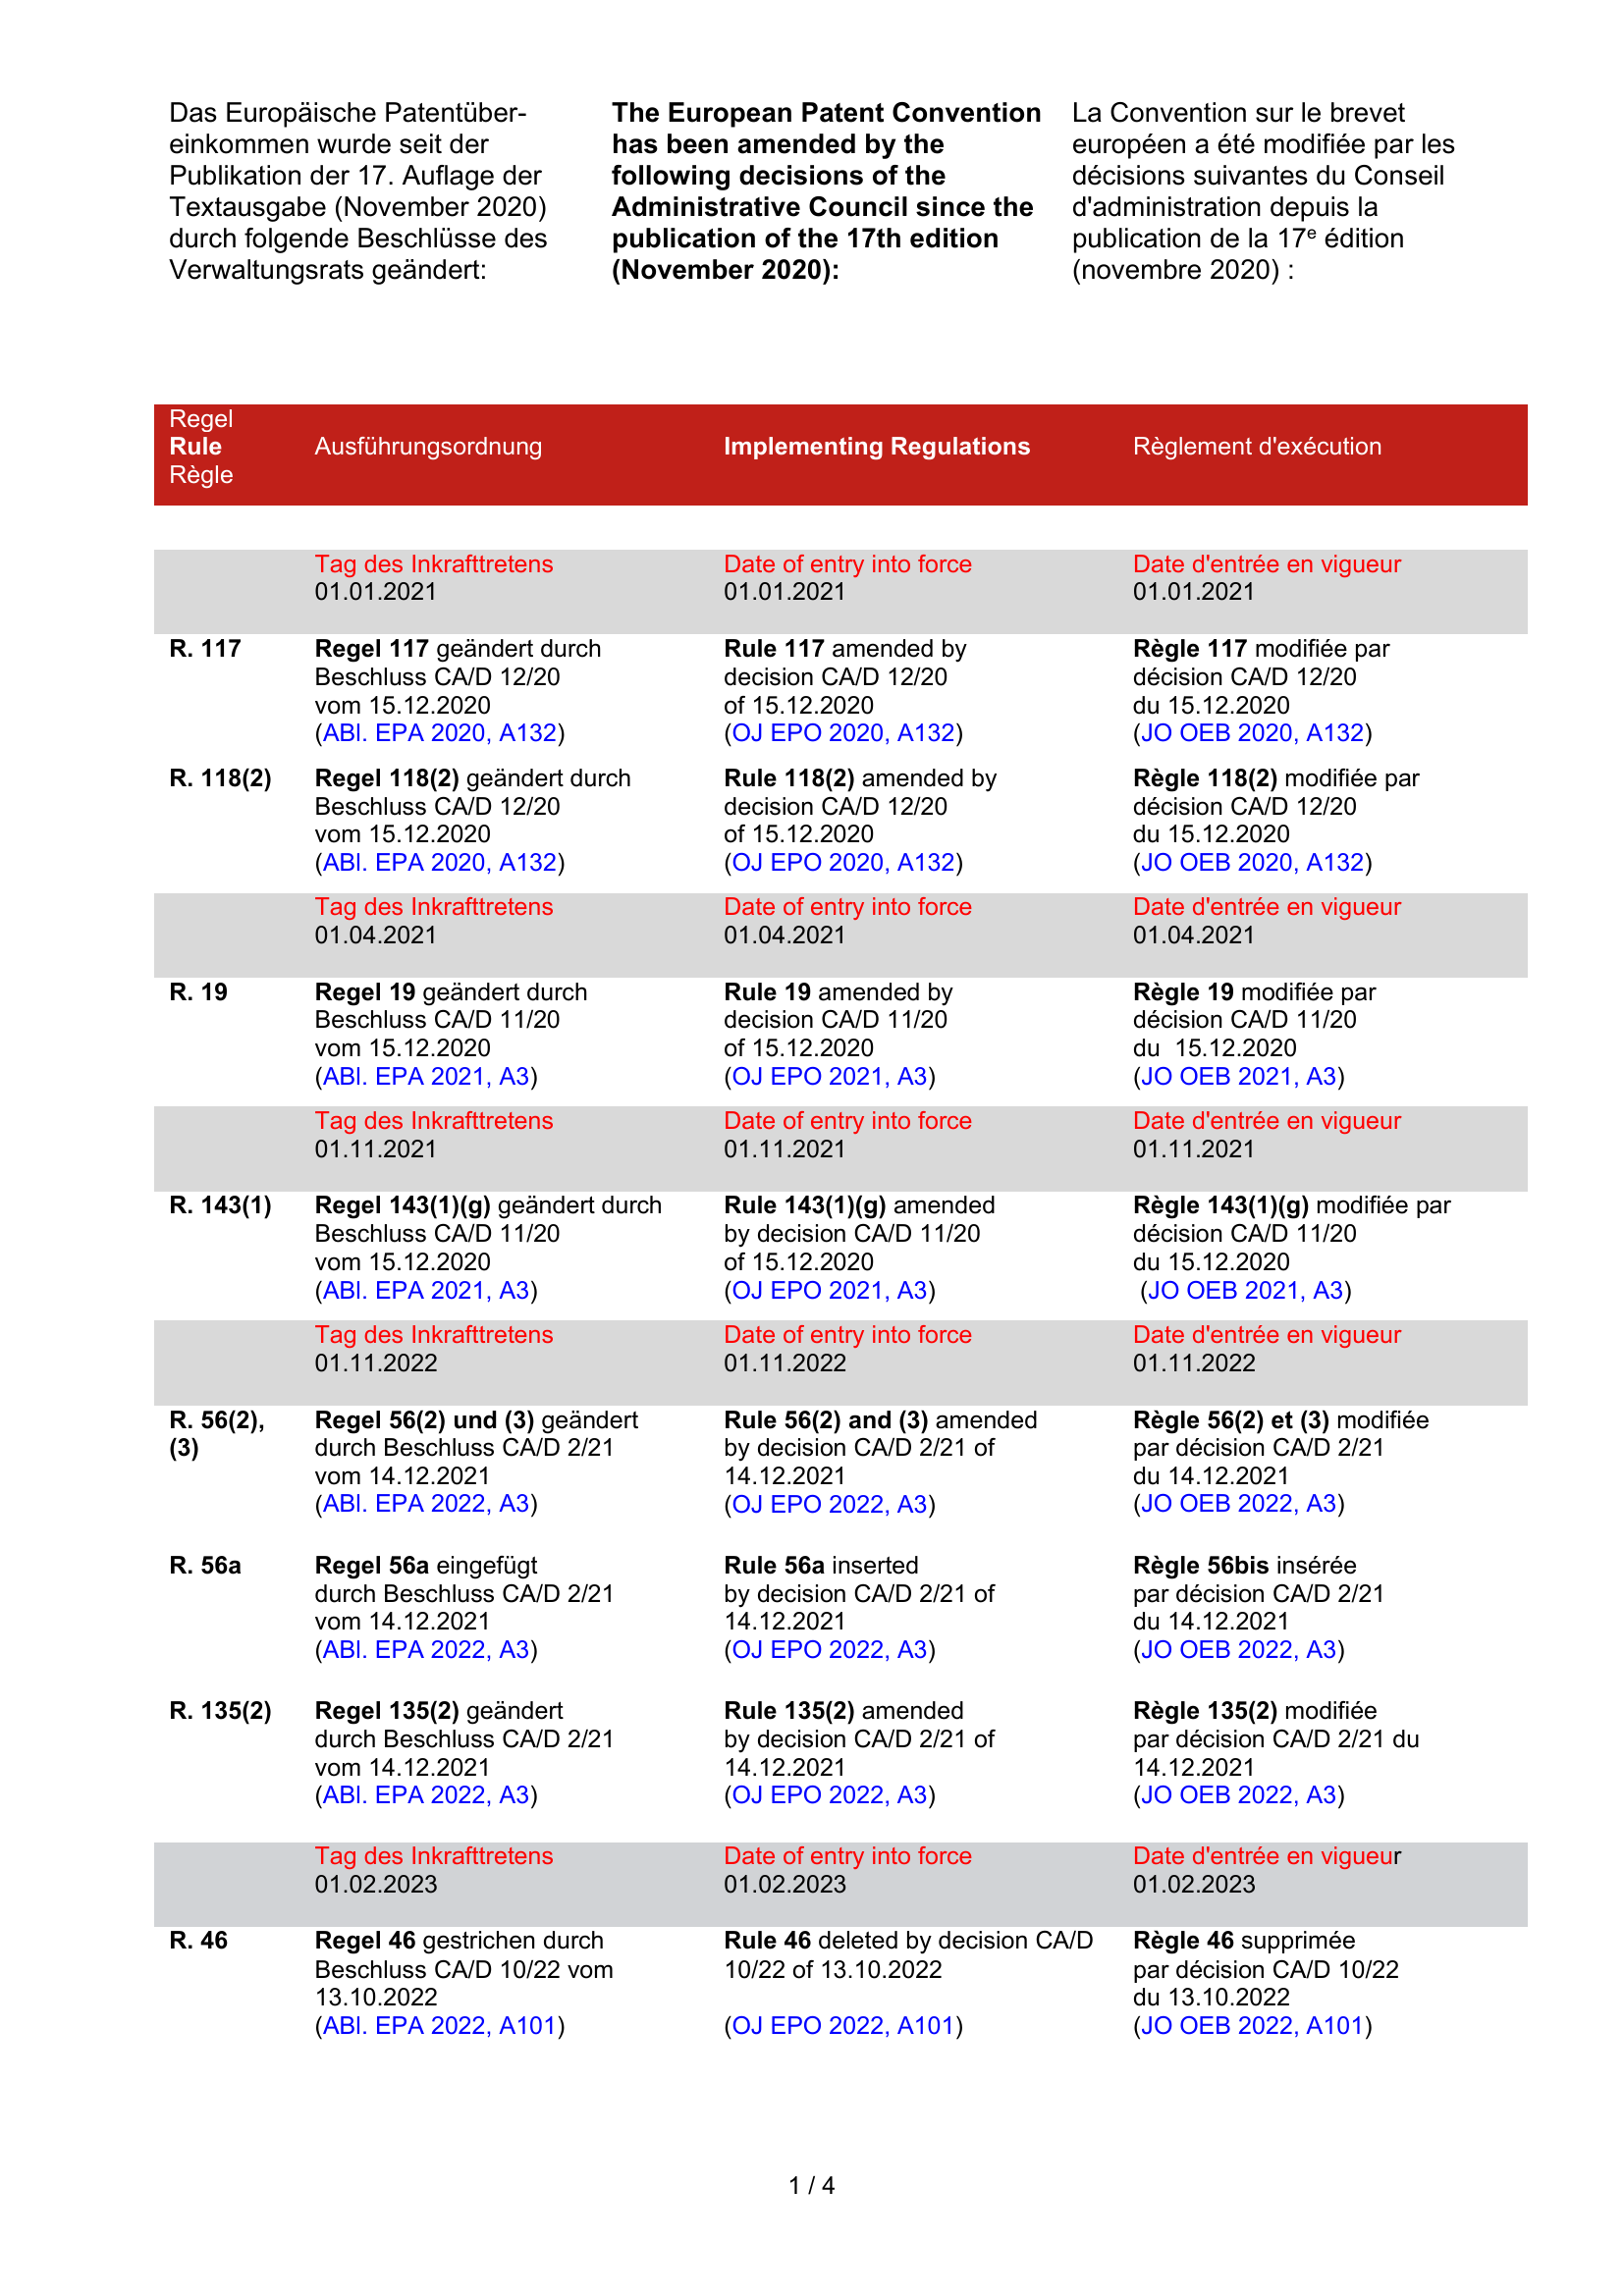 Das Europäische Patentüber-
einkommen wurde seit der
Publikation der 17. Auflage der
Textausgabe (November 2020)
durch folgende Beschlüsse des
Verwaltungsrats geändert:
The European Patent Convention
has been amended by the
following decisions of the
Administrative Council since the
publication of the 17th edition
(November 2020):
La Convention sur le brevet
européen a été modifiée par les
décisions suivantes du Conseil
d'administration depuis la
publication de la 17e édition
(novembre 2020) :
Regel
Rule
Règle
Ausführungsordnung
Implementing Regulations
Règlement d'exécution
Tag des Inkrafttretens
01.01.2021
Date of entry into force
01.01.2021
Date d'entrée en vigueur
01.01.2021
R. 117
Regel 117 geändert durch
Beschluss CA/D 12/20
vom 15.12.2020
(ABl. EPA 2020, A132)
Rule 117 amended by
decision CA/D 12/20
of 15.12.2020
(OJ EPO 2020, A132)
Règle 117 modifiée par
décision CA/D 12/20
du 15.12.2020
(JO OEB 2020, A132)
R. 118(2)
Regel 118(2) geändert durch
Beschluss CA/D 12/20
vom 15.12.2020
(ABl. EPA 2020, A132)
Rule 118(2) amended by
decision CA/D 12/20
of 15.12.2020
(OJ EPO 2020, A132)
Règle 118(2) modifiée par
décision CA/D 12/20
du 15.12.2020
(JO OEB 2020, A132)
Tag des Inkrafttretens
01.04.2021
Date of entry into force
01.04.2021
Date d'entrée en vigueur
01.04.2021
R. 19
Regel 19 geändert durch
Beschluss CA/D 11/20
vom 15.12.2020
(ABl. EPA 2021, A3)
Rule 19 amended by
decision CA/D 11/20
of 15.12.2020
(OJ EPO 2021, A3)
Règle 19 modifiée par
décision CA/D 11/20
du 15.12.2020
(JO OEB 2021, A3)
Tag des Inkrafttretens
01.11.2021
Date of entry into force
01.11.2021
Date d'entrée en vigueur
01.11.2021
R. 143(1)
Regel 143(1)(g) geändert durch
Beschluss CA/D 11/20
vom 15.12.2020
(ABl. EPA 2021, A3)
Rule 143(1)(g) amended
by decision CA/D 11/20
of 15.12.2020
(OJ EPO 2021, A3)
Règle 143(1)(g) modifiée par
décision CA/D 11/20
du 15.12.2020
(JO OEB 2021, A3)
Tag des Inkrafttretens
01.11.2022
Date of entry into force
01.11.2022
Date d'entrée en vigueur
01.11.2022
R. 56(2),
(3)
Regel 56(2) und (3) geändert
durch Beschluss CA/D 2/21
vom 14.12.2021
(ABl. EPA 2022, A3)
Rule 56(2) and (3) amended
by decision CA/D 2/21 of
14.12.2021
(OJ EPO 2022, A3)
Règle 56(2) et (3) modifiée
par décision CA/D 2/21
du 14.12.2021
(JO OEB 2022, A3)
R. 56a
Regel 56a eingefügt
durch Beschluss CA/D 2/21
vom 14.12.2021
(ABl. EPA 2022, A3)
Rule 56a inserted
by decision CA/D 2/21 of
14.12.2021
(OJ EPO 2022, A3)
Règle 56bis insérée
par décision CA/D 2/21
du 14.12.2021
(JO OEB 2022, A3)
R. 135(2)
Regel 135(2) geändert
durch Beschluss CA/D 2/21
vom 14.12.2021
(ABl. EPA 2022, A3)
Rule 135(2) amended
by decision CA/D 2/21 of
14.12.2021
(OJ EPO 2022, A3)
Règle 135(2) modifiée
par décision CA/D 2/21 du
14.12.2021
(JO OEB 2022, A3)
Tag des Inkrafttretens
01.02.2023
Date of entry into force
01.02.2023
Date d'entrée en vigueur
01.02.2023
R. 46
Regel 46 gestrichen durch
Beschluss CA/D 10/22 vom
13.10.2022
(ABl. EPA 2022, A101)
Rule 46 deleted by decision CA/D
10/22 of 13.10.2022
(OJ EPO 2022, A101)
Règle 46 supprimée
par décision CA/D 10/22
du 13.10.2022
(JO OEB 2022, A101)
1 / 4